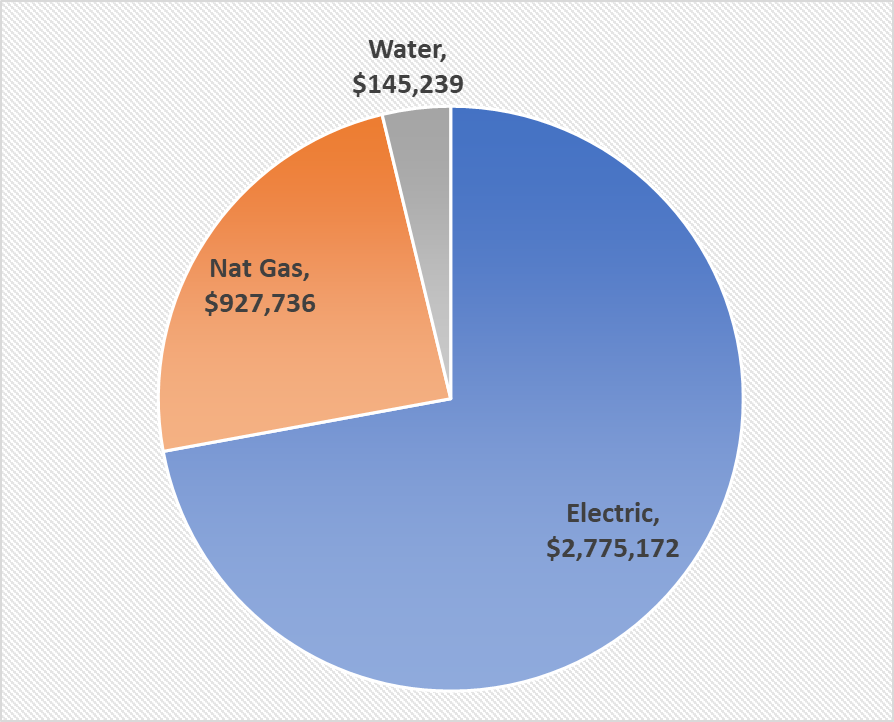 Water,
$145,239
Nat Gas,
$927,736
Electric,
$2,775,172